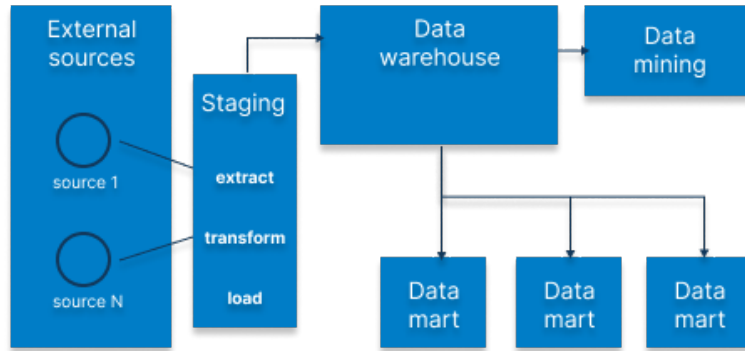 External
sources
source 1
source N
Staging
extract
transform
load
Data
warehouse
Data
mining
Data
mart
Data
mart
Data
mart